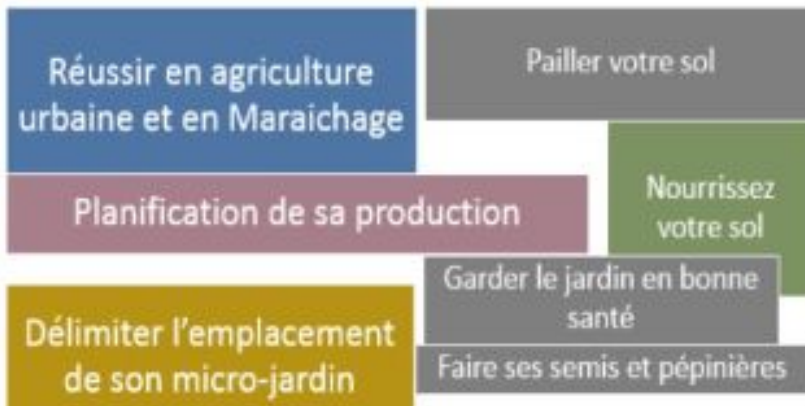 Réussir en agriculture
urbaine et en Maraichage
Pailler votre sol
Planification de sa production
Nourrissez
votre sol
Garder le jardin en bonne
santé
Délimiter l’emplacement
de son micro-jardin
Faire ses semis et pépinières